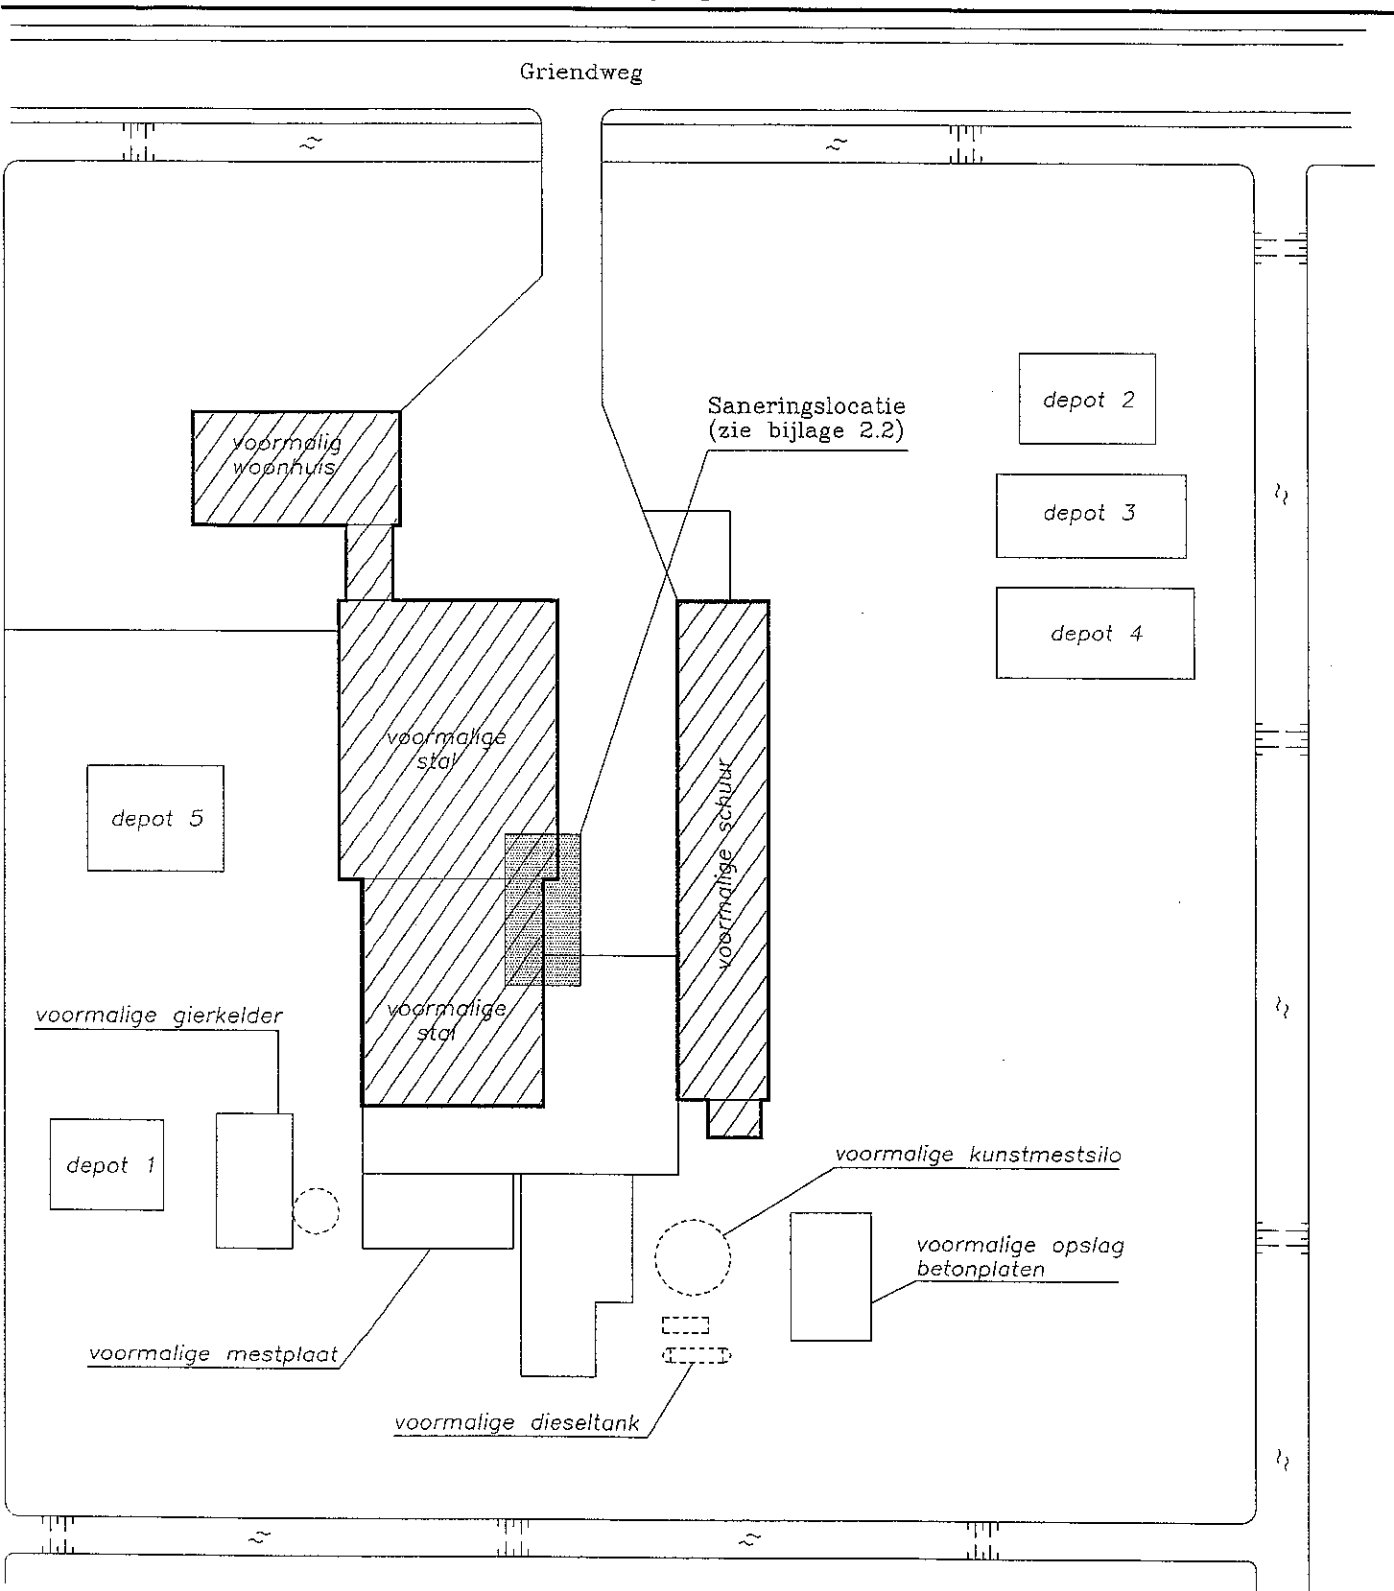 Griendweg
Saneringslocatie
(zie bijlage 2.2)
depot 2
voormalig
woonhuis
depot 3
depot 4
voormalige
stal
depot 5
voormalige schuur
voormalige
stal
voormalige gierkelder
depot 1
voormalige kunstmestsilo
voormalige opslag
betonplaten
voormalige mestplaat
voormalige dieseltank